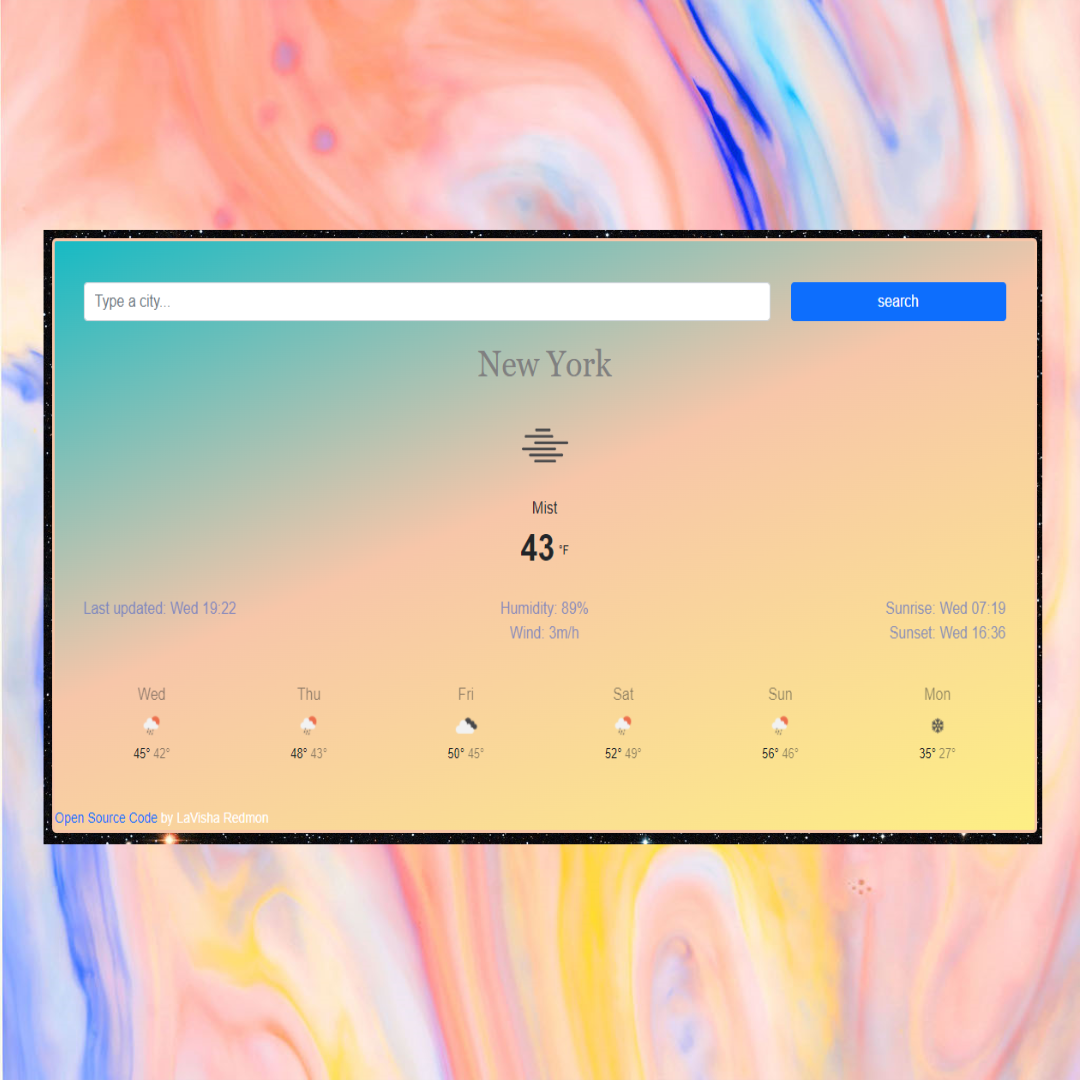 Type a city...
search
New York
Mist
43 °F
Last updated: Wed 19:22
Humidity: 89%
Wind: 3m/h
Sunrise: Wed 07:19
Sunset: Wed 16:36
Wed Thu Fri Sat Sun Mon
45° 42° 48° 43° 50° 45° 52° 49° 56° 46° 35° 27°
Open Source Code by LaVisha Redmon